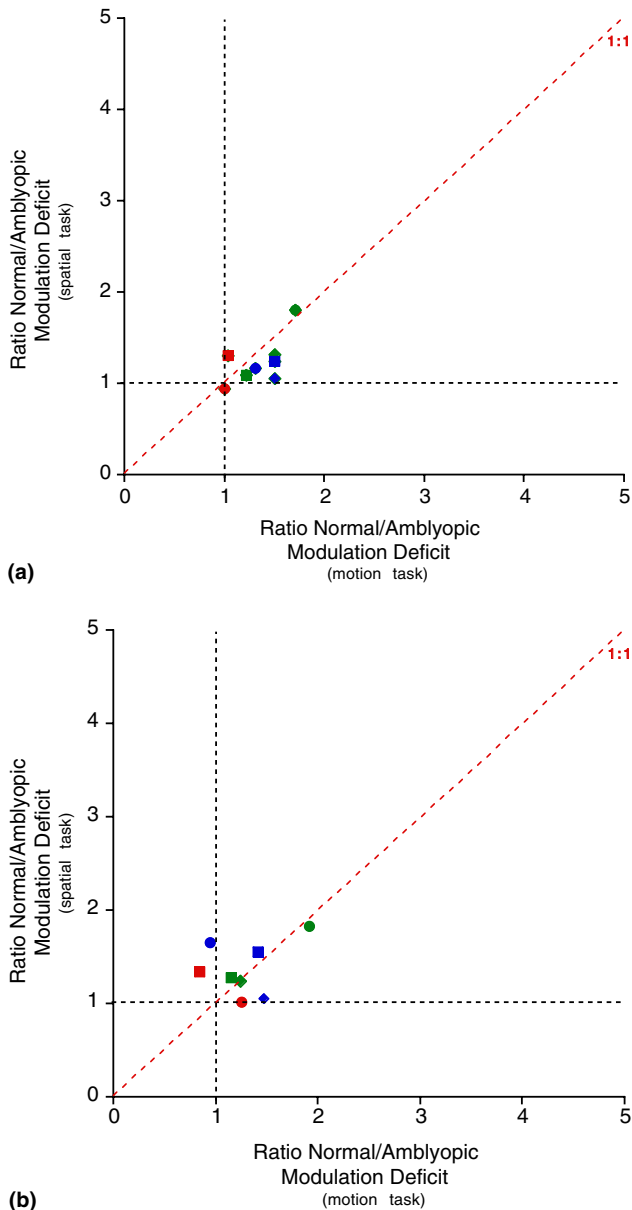 5
1:1
4
Ratio Normal/Amblyopic
Modulation Deficit
(spatial task)
3
2
1
0
0 1 2 3 4 5
Ratio Normal/Amblyopic
Modulation Deficit
(motion task)
(a)
5
1:1
4
Ratio Normal/Amblyopic
Modulation Deficit
(spatial task)
3
2
1
0
0 1 2 3 4 5
Ratio Normal/Amblyopic
Modulation Deficit
(motion task)
(b)